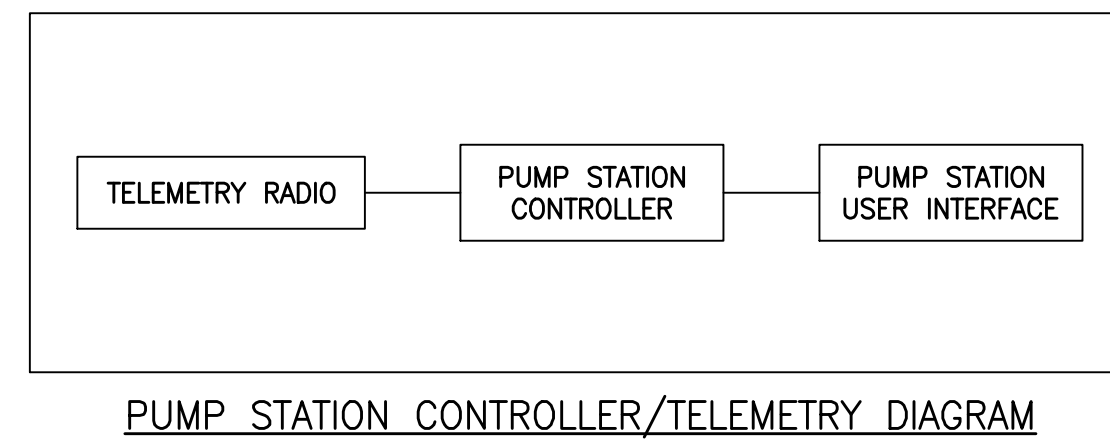 TELEMETRY RADIO
PUMP STATION
CONTROLLER
PUMP STATION
USER INTERFACE
PUMP STATION CONTROLLER/TELEMETRY DIAGRAM